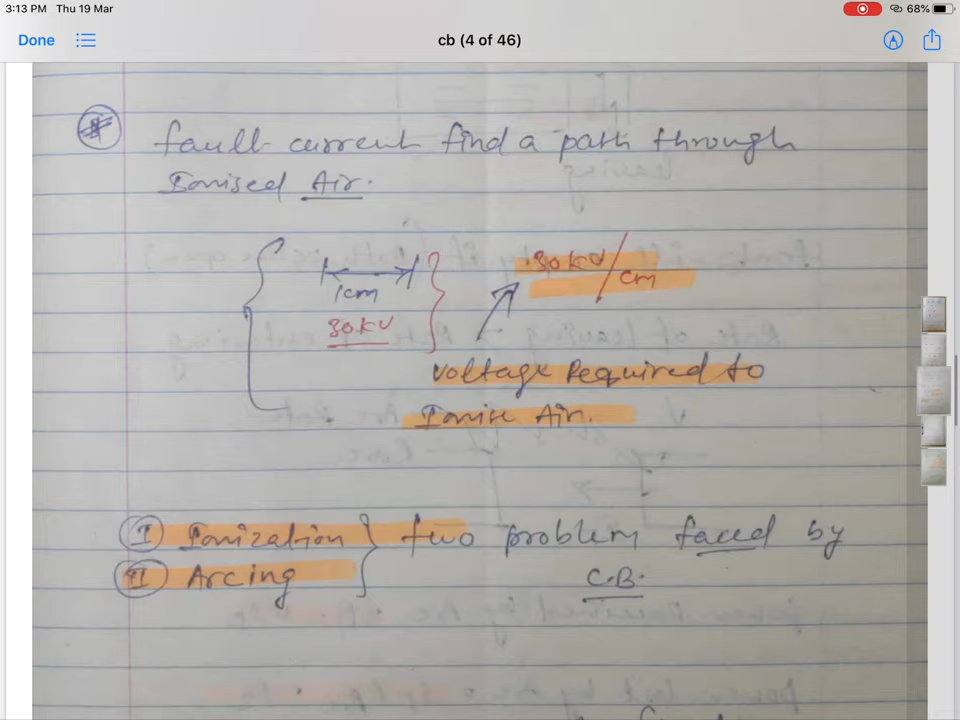 3:13 PM Thu 19 Mar
68%
Done
cb (4 of 46)
fault current find a path through
Ionised Air.
1cm
30kV
30kV/cm
voltage Required to
Ionise Air.
I Ionization
II Arcing
two problem faced by
C.B.